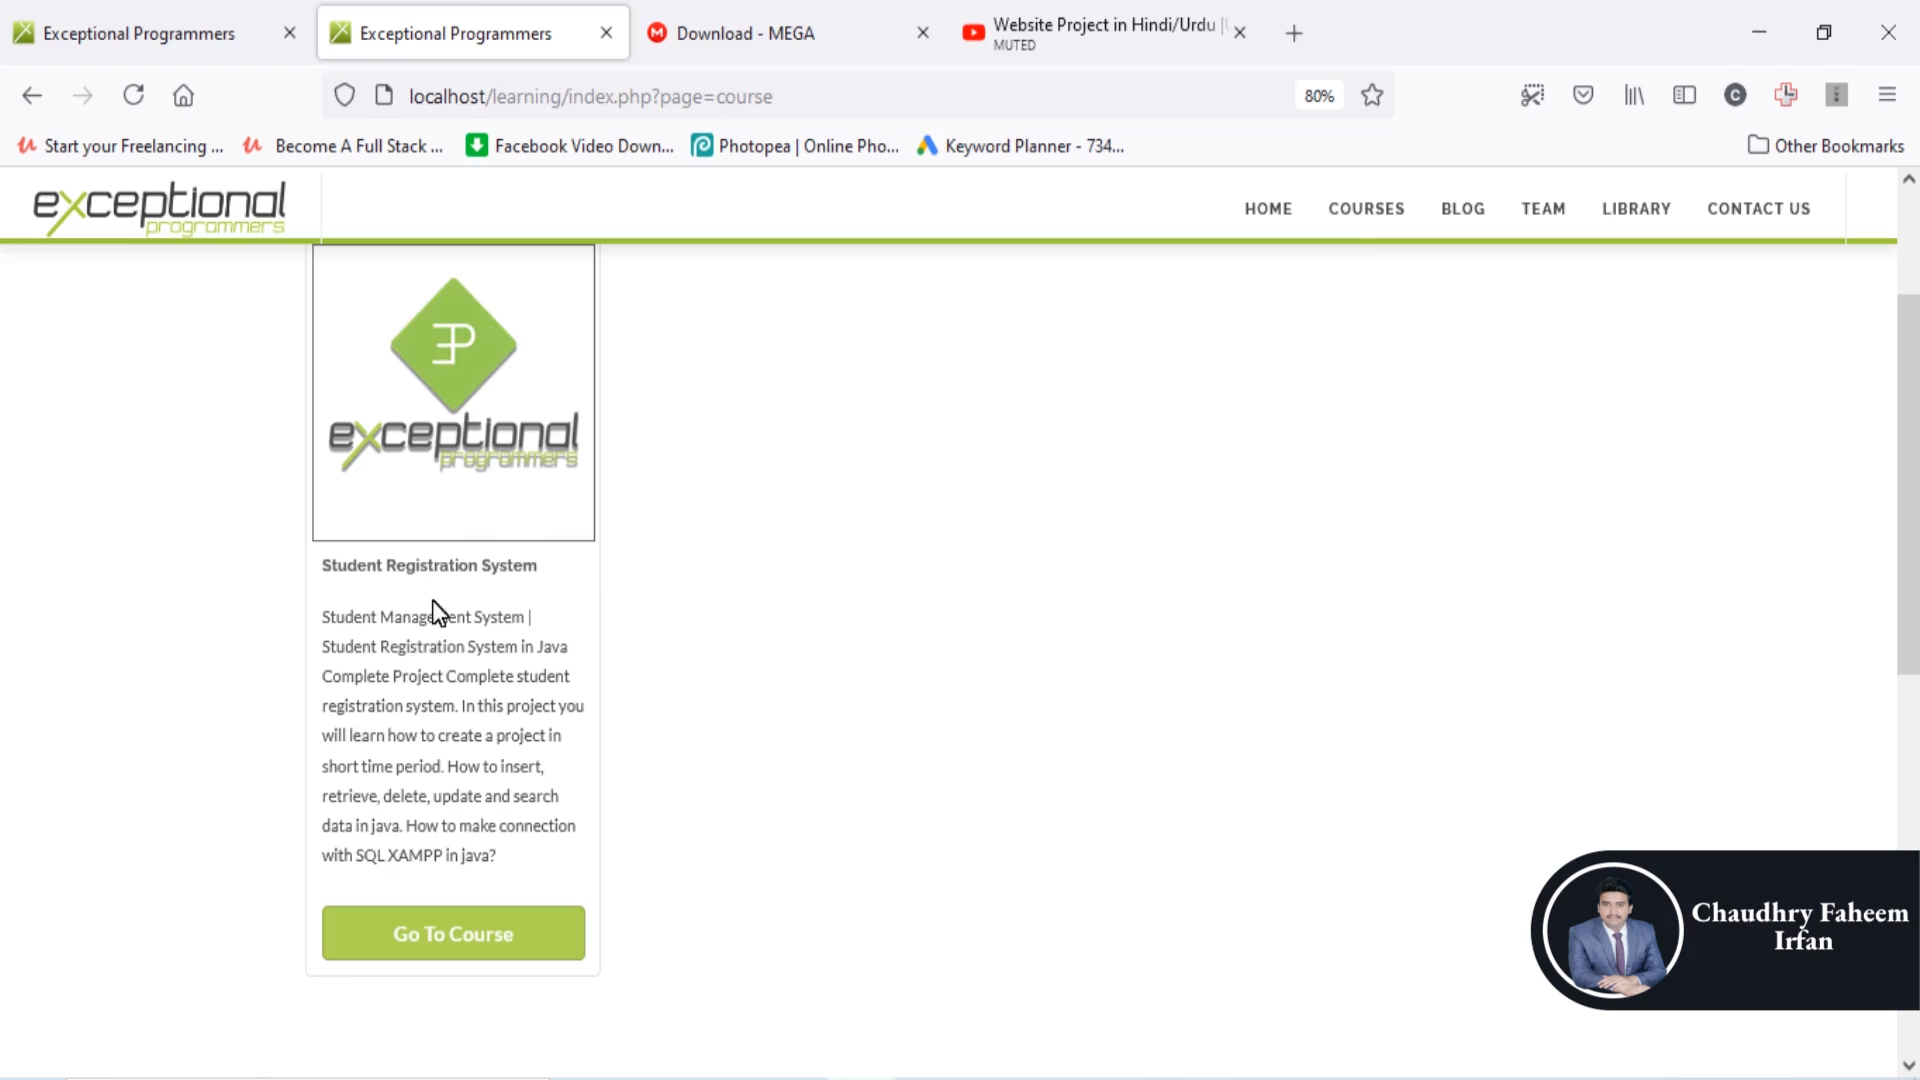 Exceptional Programmers
Exceptional Programmers
Download - MEGA
Website Project in Hindi/Urdu |
MUTED
localhost/learning/index.php?page=course
80%
Start your Freelancing ...
Become A Full Stack ...
Facebook Video Down...
Photopea | Online Pho...
Keyword Planner - 734...
Other Bookmarks
exceptional
programmers
HOME
COURSES
BLOG
TEAM
LIBRARY
CONTACT US
EP
exceptional
programmers
Student Registration System
Student Management System |
Student Registration System in Java
Complete Project Complete student
registration system. In this project you
will learn how to create a project in
short time period. How to insert,
retrieve, delete, update and search
data in java. How to make connection
with SQL XAMPP in java?
Go To Course
Chaudhry Faheem
Irfan